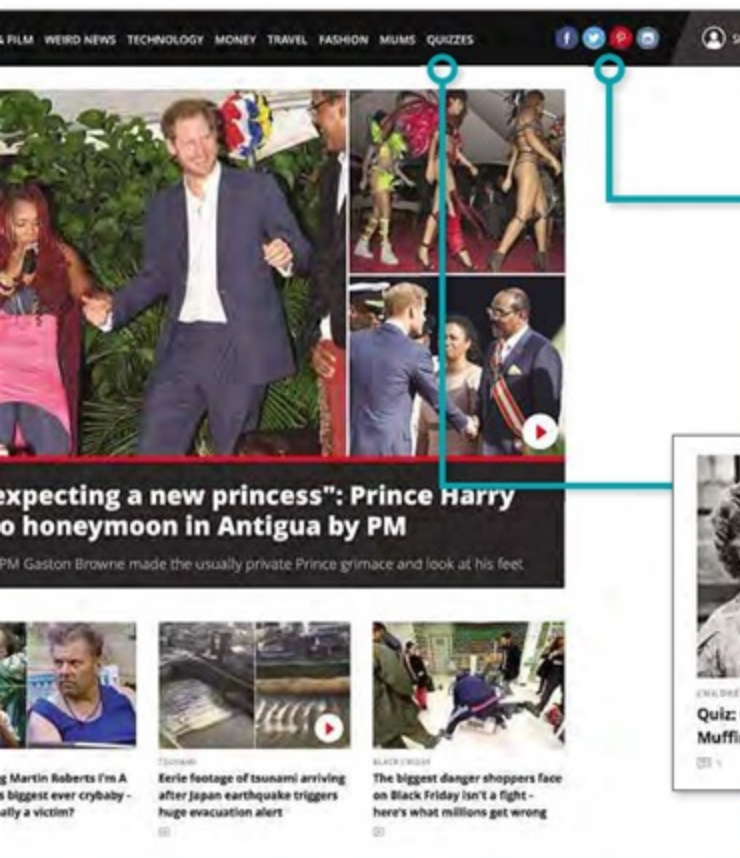 & FILM WEIRD NEWS TECHNOLOGY MONEY TRAVEL FASHION MUMS QUIZZES
expecting a new princess": Prince Harry
o honeymoon in Antigua by PM
PM Gaston Browne made the usually private Prince grimace and look at his feet
TSUNAMI
BLACK FRIDAY
g Martin Roberts I'm A
s biggest ever crybaby -
ally a victim?
Eerie footage of tsunami arriving
after Japan earthquake triggers
huge evacuation alert
The biggest danger shoppers face
on Black Friday isn't a fight -
here's what millions get wrong
Quiz:
Muffi